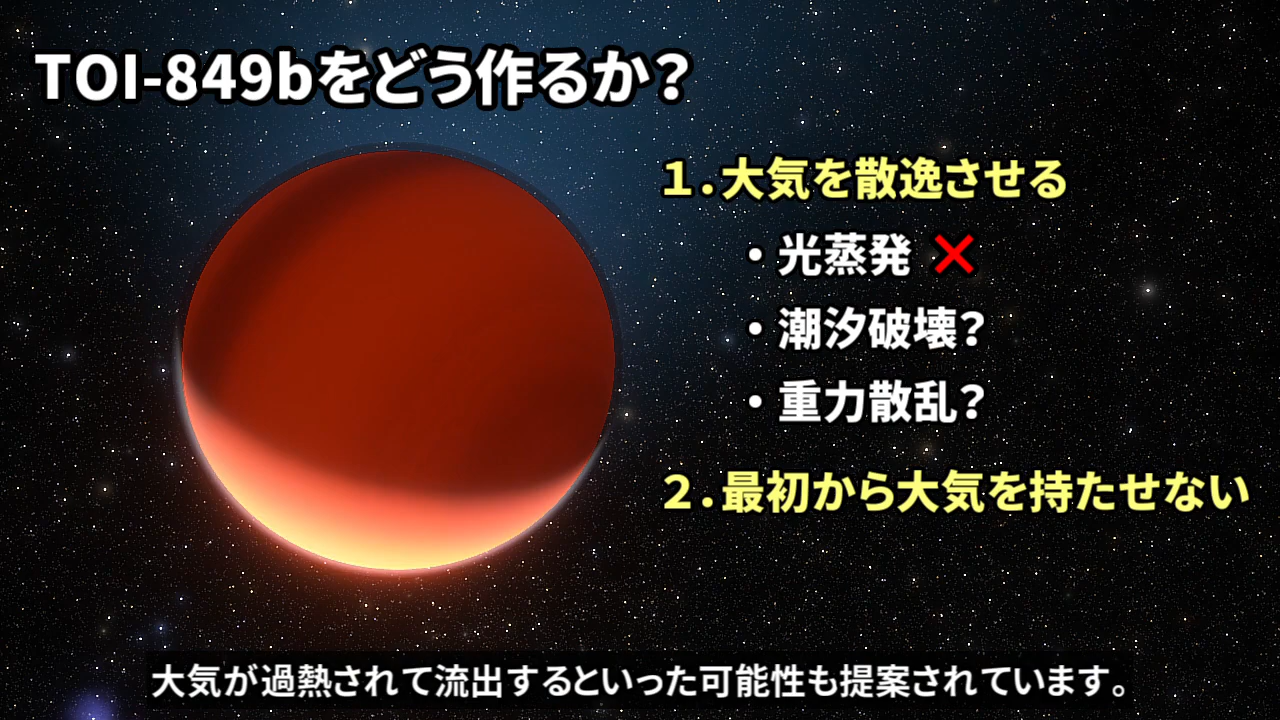 TOI-849bをどう作るか?
１.大気を散逸させる
・光蒸発 ❌
・潮汐破壊?
・重力散乱?
２.最初から大気を持たせない
大気が過熱されて流出するといった可能性も提案されています。